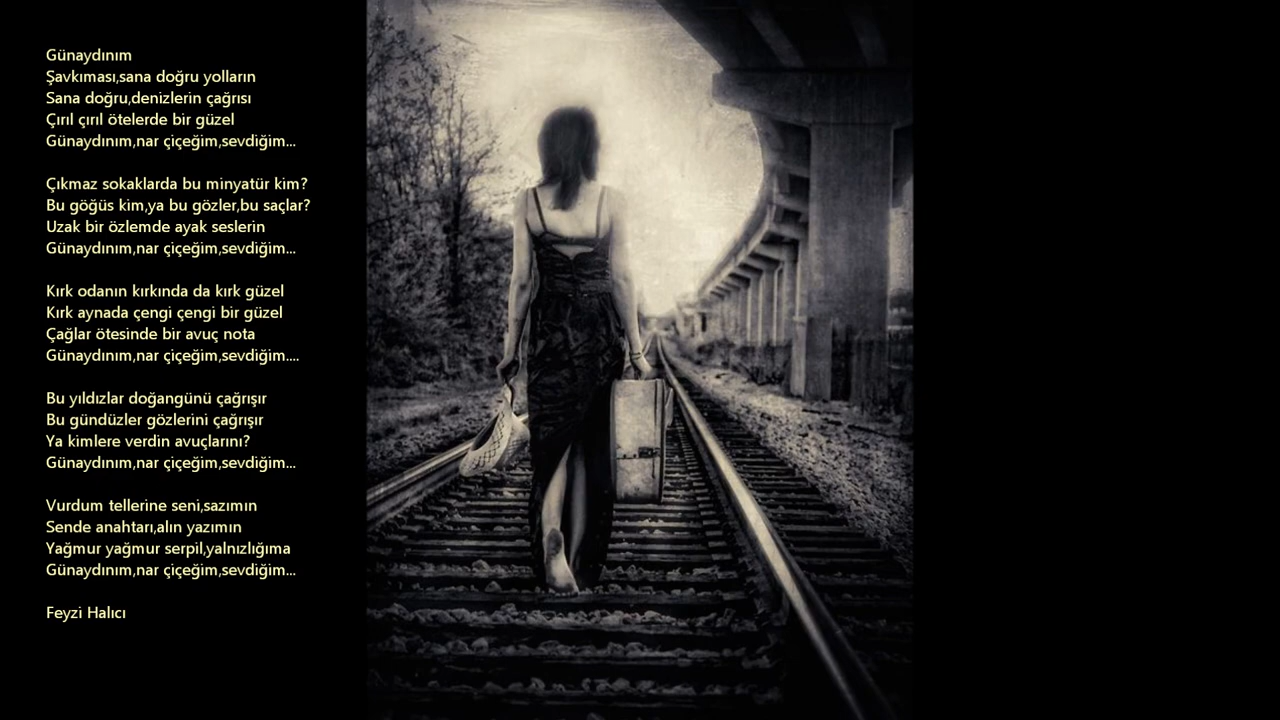 Günaydınım
Şavkıması,sana doğru yolların
Sana doğru,denizlerin çağrısı
Çırıl çırıl ötelerde bir güzel
Günaydınım,nar çiçeğim,sevdiğim...
Çıkmaz sokaklarda bu minyatür kim?
Bu göğüs kim,ya bu gözler,bu saçlar?
Uzak bir özlemde ayak seslerin
Günaydınım,nar çiçeğim,sevdiğim...
Kırk odanın kırkında da kırk güzel
Kırk aynada çengi çengi bir güzel
Çağlar ötesinde bir avuç nota
Günaydınım,nar çiçeğim,sevdiğim....
Bu yıldızlar doğangünü çağrışır
Bu gündüzler gözlerini çağrışır
Ya kimlere verdin avuçlarını?
Günaydınım,nar çiçeğim,sevdiğim...
Vurdum tellerine seni,sazımın
Sende anahtarı,alın yazımın
Yağmur yağmur serpil,yalnızlığıma
Günaydınım,nar çiçeğim,sevdiğim...
Feyzi Halıcı